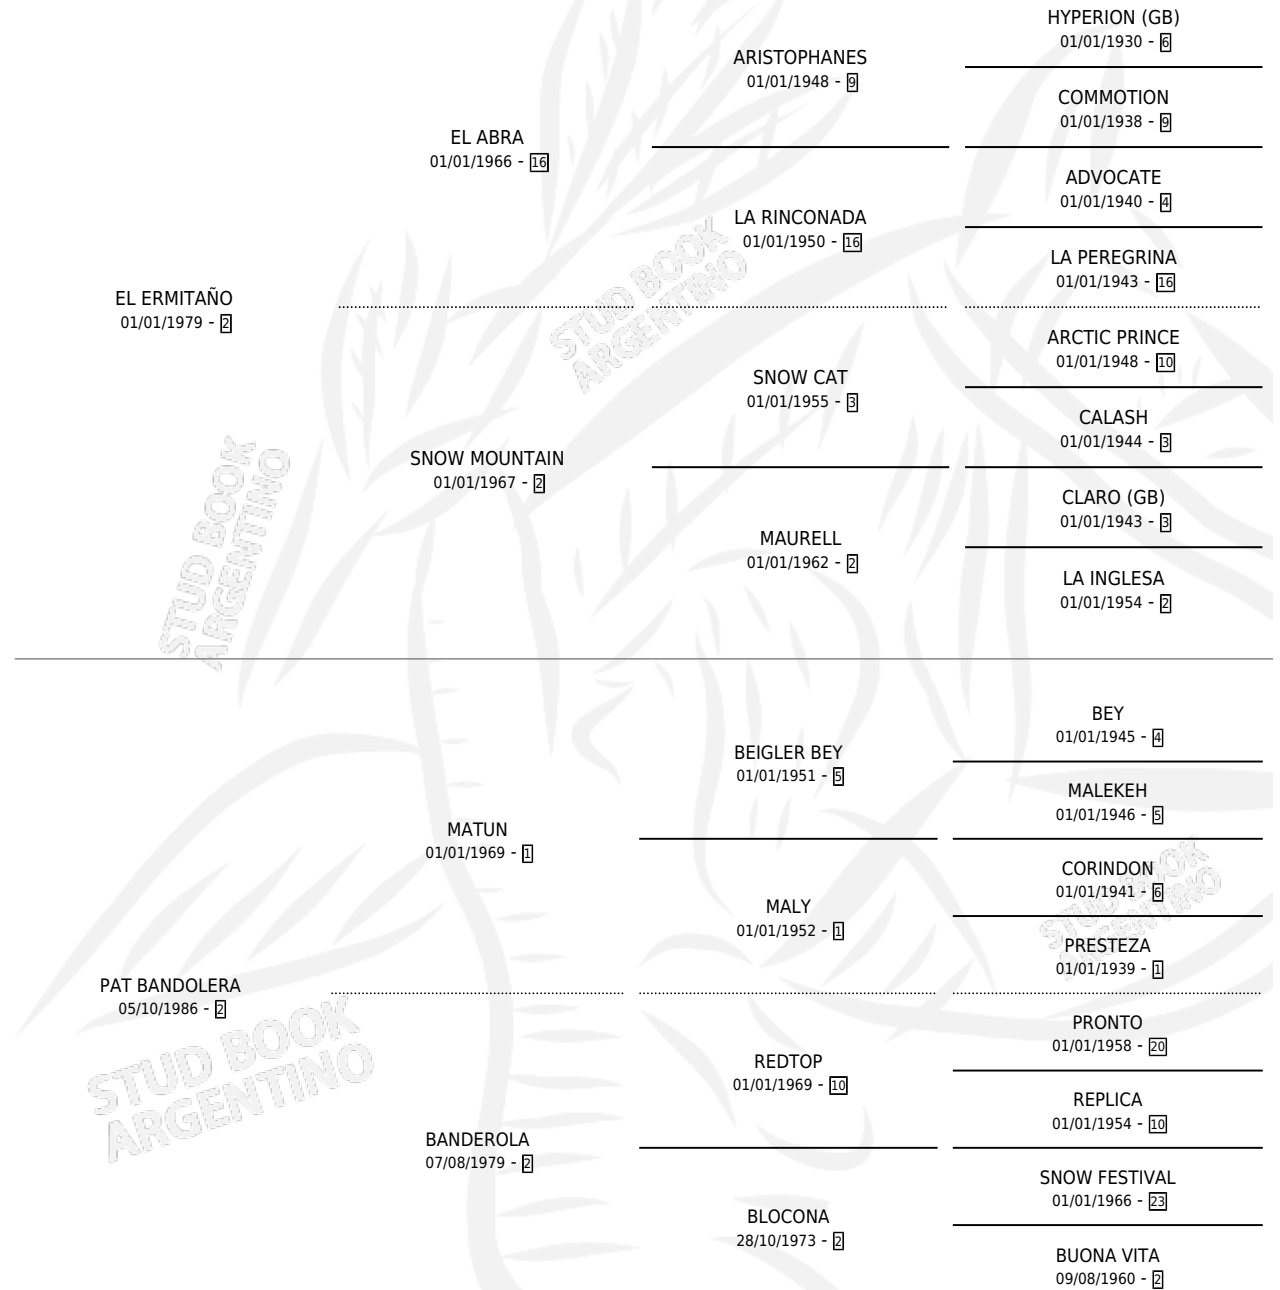 HYPERION (GB)
01/01/1930 - 6
ARISTOPHANES
01/01/1948 - 9
COMMOTION
01/01/1938 - 9
EL ABRA
01/01/1966 - 16
ADVOCATE
01/01/1940 - 4
LA RINCONADA
01/01/1950 - 16
LA PEREGRINA
01/01/1943 - 16
EL ERMITAÑO
01/01/1979 - 2
ARCTIC PRINCE
01/01/1948 - 10
SNOW CAT
01/01/1955 - 3
CALASH
01/01/1944 - 3
SNOW MOUNTAIN
01/01/1967 - 2
CLARO (GB)
01/01/1943 - 3
MAURELL
01/01/1962 - 2
LA INGLESA
01/01/1954 - 2
STUD BOOK
ARGENTINO
STUD BOOK
ARGENTINO
BEY
01/01/1945 - 4
BEIGLER BEY
01/01/1951 - 5
MALEKEH
01/01/1946 - 5
MATUN
01/01/1969 - 1
CORINDON
01/01/1941 - 6
MALY
01/01/1952 - 1
PRESTEZA
01/01/1939 - 1
PAT BANDOLERA
05/10/1986 - 2
PRONTO
01/01/1958 - 20
REDTOP
01/01/1969 - 10
REPLICA
01/01/1954 - 10
BANDEROLA
07/08/1979 - 2
SNOW FESTIVAL
01/01/1966 - 23
BLOCONA
28/10/1973 - 2
BUONA VITA
09/08/1960 - 2
STUD BOOK
ARGENTINO
STUD BOOK
ARGENTINO